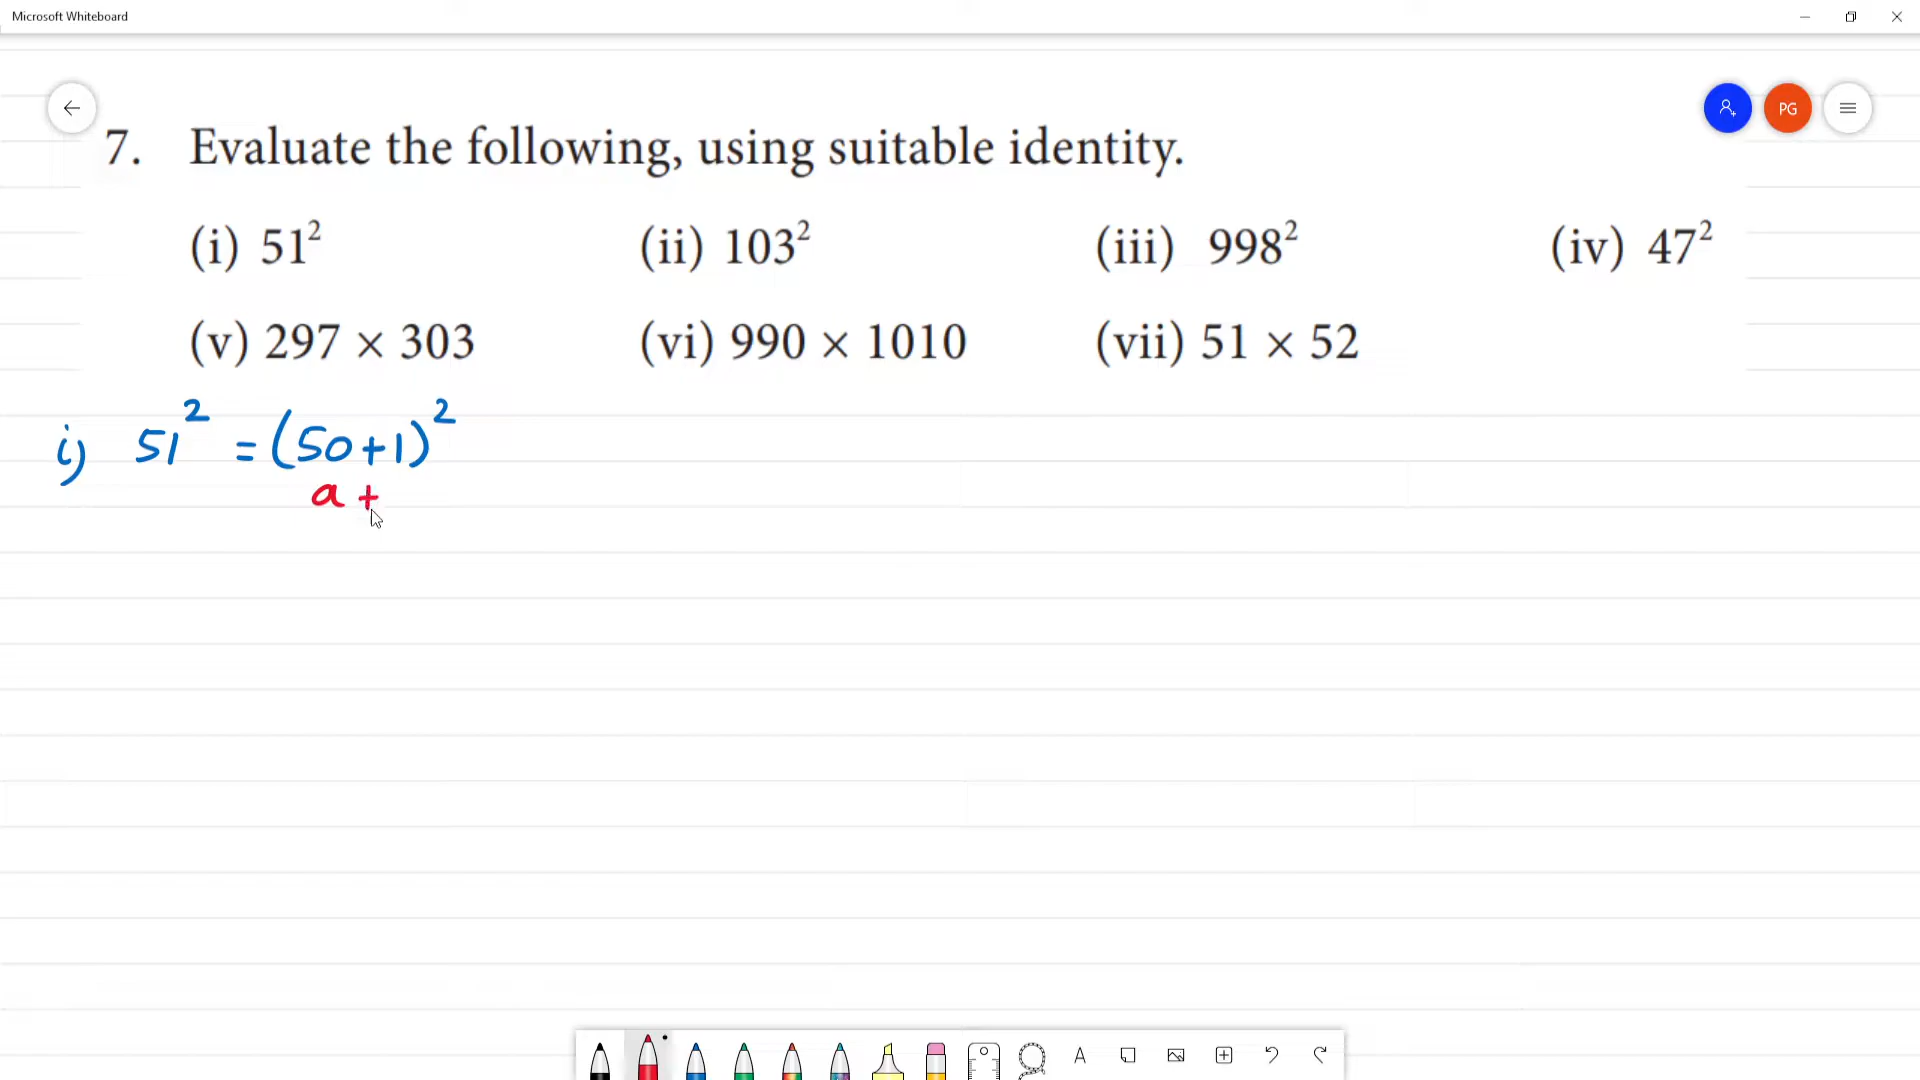 Microsoft Whiteboard
PG
7. Evaluate the following, using suitable identity.
(i) 51² (ii) 103² (iii) 998² (iv) 47²
(v) 297 × 303 (vi) 990 × 1010 (vii) 51 × 52
i) 51² = (50+1)²
a +
A